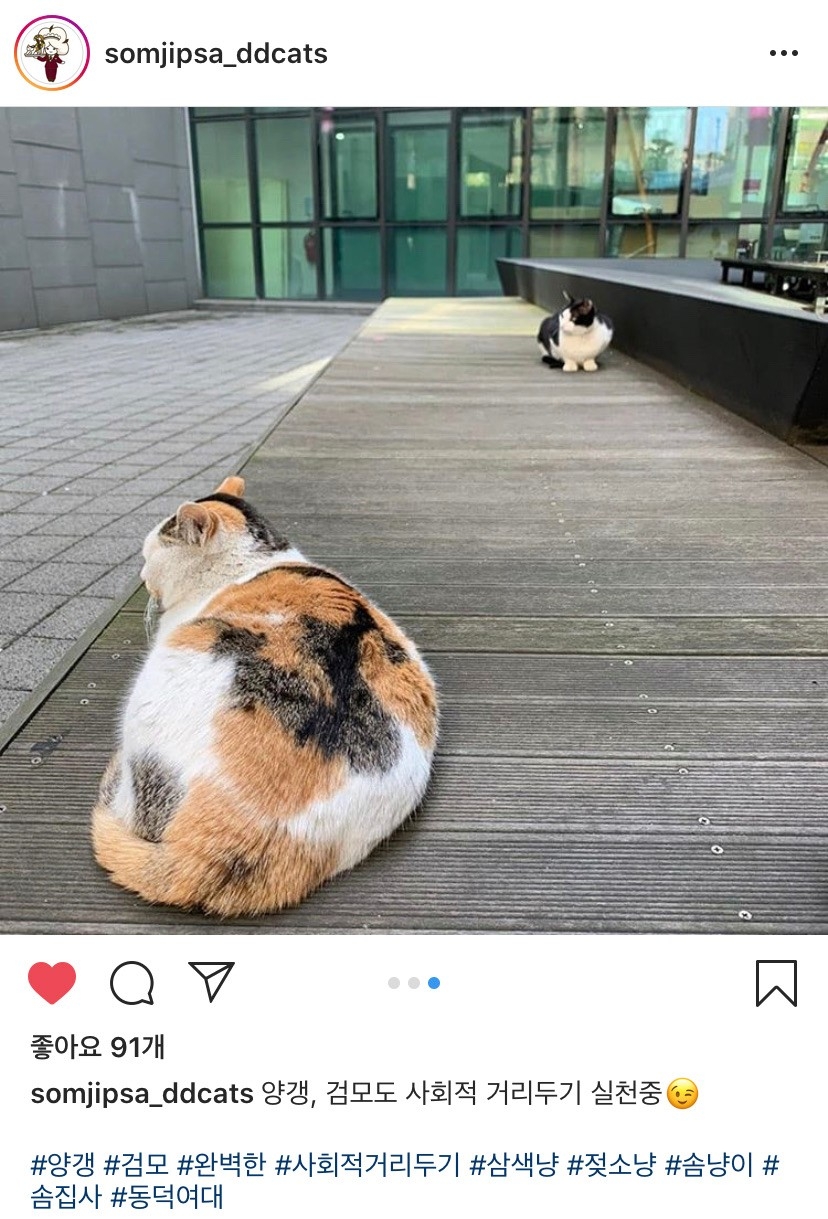 somjipsa_ddcats
좋아요 91개
somjipsa_ddcats 양갱, 검모도 사회적 거리두기 실천중😉
#양갱 #검모 #완벽한 #사회적거리두기 #삼색냥 #젖소냥 #솜냥이 #
솜집사 #동덕여대